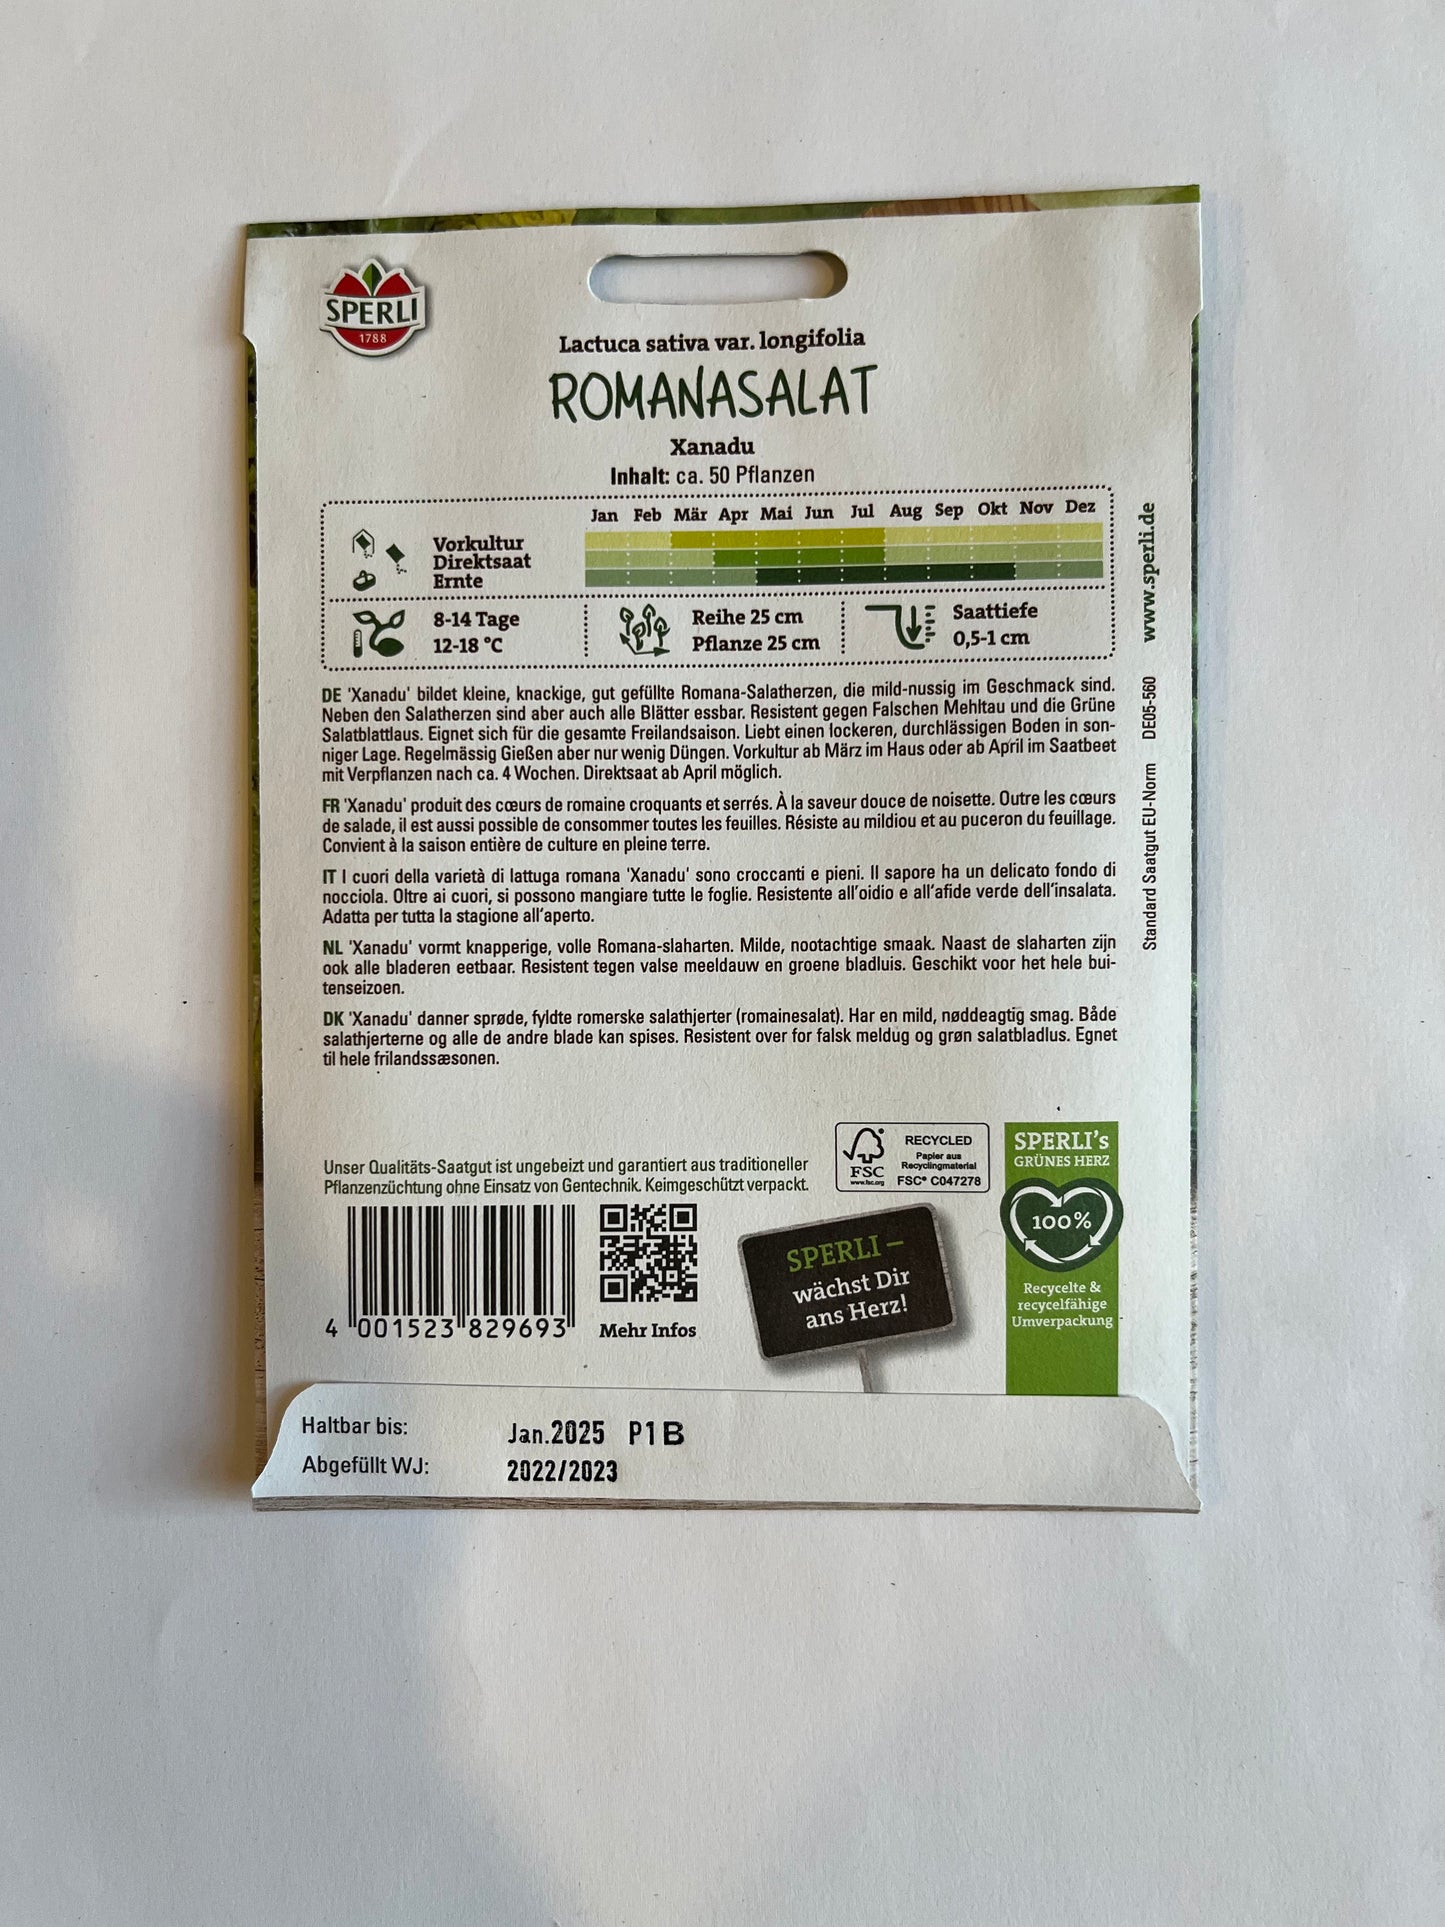 SPERLI
1788
Lactuca sativa var. longifolia
ROMANASALAT
Xanadu
Inhalt: ca. 50 Pflanzen
Jan Feb Mär Apr Mai Jun Jul Aug Sep Okt Nov Dez
Vorkultur
Direktsaat
Ernte
8-14 Tage
12-18 °C
Reihe 25 cm
Pflanze 25 cm
Saattiefe
0,5-1 cm
DE 'Xanadu' bildet kleine, knackige, gut gefüllte Romana-Salatherzen, die mild-nussig im Geschmack sind.
Neben den Salatherzen sind aber auch alle Blätter essbar. Resistent gegen Falschen Mehltau und die Grüne
Salatblattlaus. Eignet sich für die gesamte Freilandsaison. Liebt einen lockeren, durchlässigen Boden in son-
niger Lage. Regelmässig Gießen aber nur wenig Düngen. Vorkultur ab März im Haus oder ab April im Saatbeet
mit Verpflanzen nach ca. 4 Wochen. Direktsaat ab April möglich.
FR 'Xanadu' produit des cœurs de romaine croquants et serrés. À la saveur douce de noisette. Outre les cœurs
de salade, il est aussi possible de consommer toutes les feuilles. Résiste au mildiou et au puceron du feuillage.
Convient à la saison entière de culture en pleine terre.
IT I cuori della varietà di lattuga romana 'Xanadu' sono croccanti e pieni. Il sapore ha un delicato fondo di
nocciola. Oltre ai cuori, si possono mangiare tutte le foglie. Resistente all'oidio e all'afide verde dell'insalata.
Adatta per tutta la stagione all'aperto.
NL 'Xanadu' vormt knapperige, volle Romana-slaharten. Milde, nootachtige smaak. Naast de slaharten zijn
ook alle bladeren eetbaar. Resistent tegen valse meeldauw en groene bladluis. Geschikt voor het hele bui-
tenseizoen.
DK 'Xanadu' danner sprøde, fyldte romerske salathjerter (romainesalat). Har en mild, nøddeagtig smag. Både
salathjerterne og alle de andre blade kan spises. Resistent over for falsk meldug og grøn salatbladlus. Egnet
til hele frilandssæsonen.
www.sperli.de
Standard Saatgut EU-Norm DE05-560
Unser Qualitäts-Saatgut ist ungebeizt und garantiert aus traditioneller
Pflanzenzüchtung ohne Einsatz von Gentechnik. Keimgeschützt verpackt.
FSC
www.fsc.org
RECYCLED
Papier aus
Recyclingmaterial
FSC® C047278
SPERLI's
GRÜNES HERZ
100%
Recycelte &
recycelfähige
Umverpackung
4 001523 829693
Mehr Infos
SPERLI –
wächst Dir
ans Herz!
Haltbar bis: Jan.2025 P1B
Abgefüllt WJ: 2022/2023